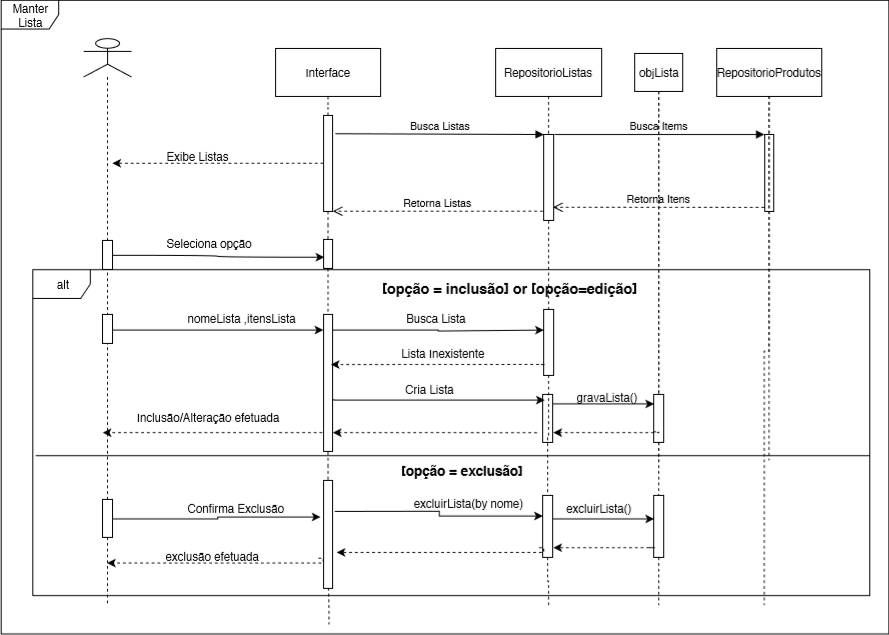 Manter
Lista
Interface
RepositorioListas
objLista
RepositorioProdutos
Busca Listas
Busca Items
Exibe Listas
Retorna Listas
Retorna Itens
Seleciona opção
alt
[opção = inclusão] or [opção=edição]
nomeLista ,itensLista
Busca Lista
Lista Inexistente
Cria Lista
gravaLista()
Inclusão/Alteração efetuada
[opção = exclusão]
Confirma Exclusão
excluirLista(by nome)
excluirLista()
exclusão efetuada